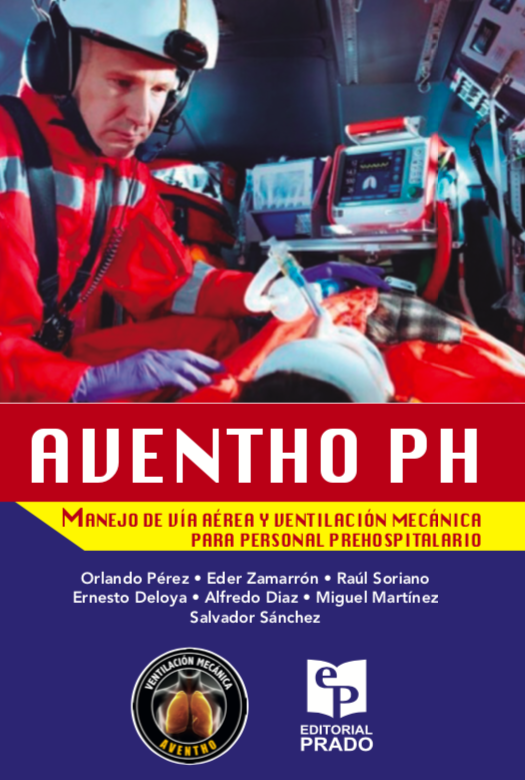 AVENTHO PH
MANEJO DE VÍA AÉREA Y VENTILACIÓN MECÁNICA
PARA PERSONAL PREHOSPITALARIO
Orlando Pérez • Eder Zamarrón • Raúl Soriano
Ernesto Deloya • Alfredo Diaz • Miguel Martínez
Salvador Sánchez
VENTILACIÓN MECÁNICA
AVENTHO
eP
EDITORIAL
PRADO